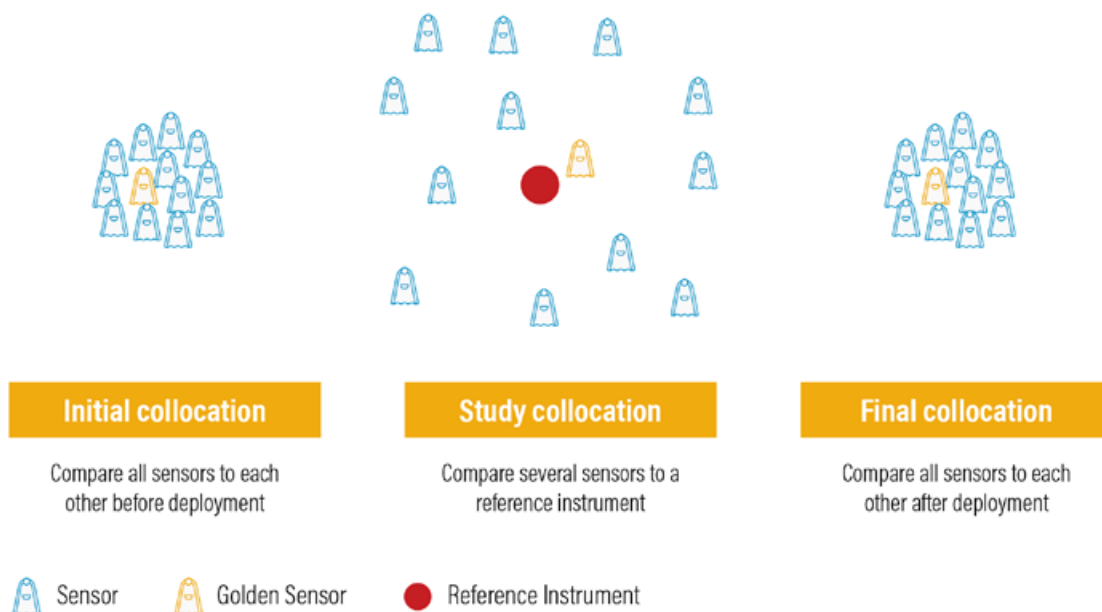 Initial collocation
Study collocation
Final collocation
Compare all sensors to each
other before deployment
Compare several sensors to a
reference instrument
Compare all sensors to each
other after deployment
Sensor
Golden Sensor
Reference Instrument